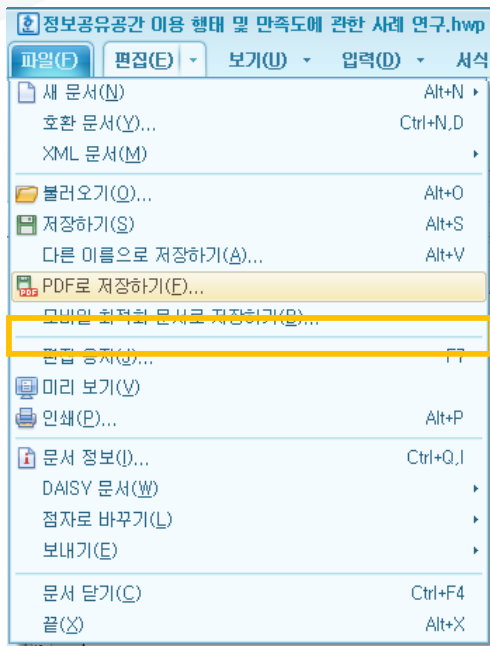 정보공유공간 이용 행태 및 만족도에 관한 사례 연구.hwp
파일(F) 편집(E) 보기(U) 입력(D) 서식
새 문서(N) Alt+N
호환 문서(Y)... Ctrl+N,D
XML 문서(M)
불러오기(O)... Alt+O
저장하기(S) Alt+S
다른 이름으로 저장하기(A)... Alt+V
PDF로 저장하기(F)...
모바일 최적화 문서로 저장하기(B)...
편집 용지(J)... F7
미리 보기(V)
인쇄(P)... Alt+P
문서 정보(I)... Ctrl+Q,I
DAISY 문서(W)
점자로 바꾸기(L)
보내기(E)
문서 닫기(C) Ctrl+F4
끝(X) Alt+X